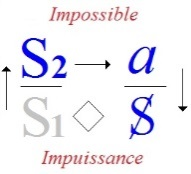 Impossible
S2 → a
S1 ◇ $
Impuissance